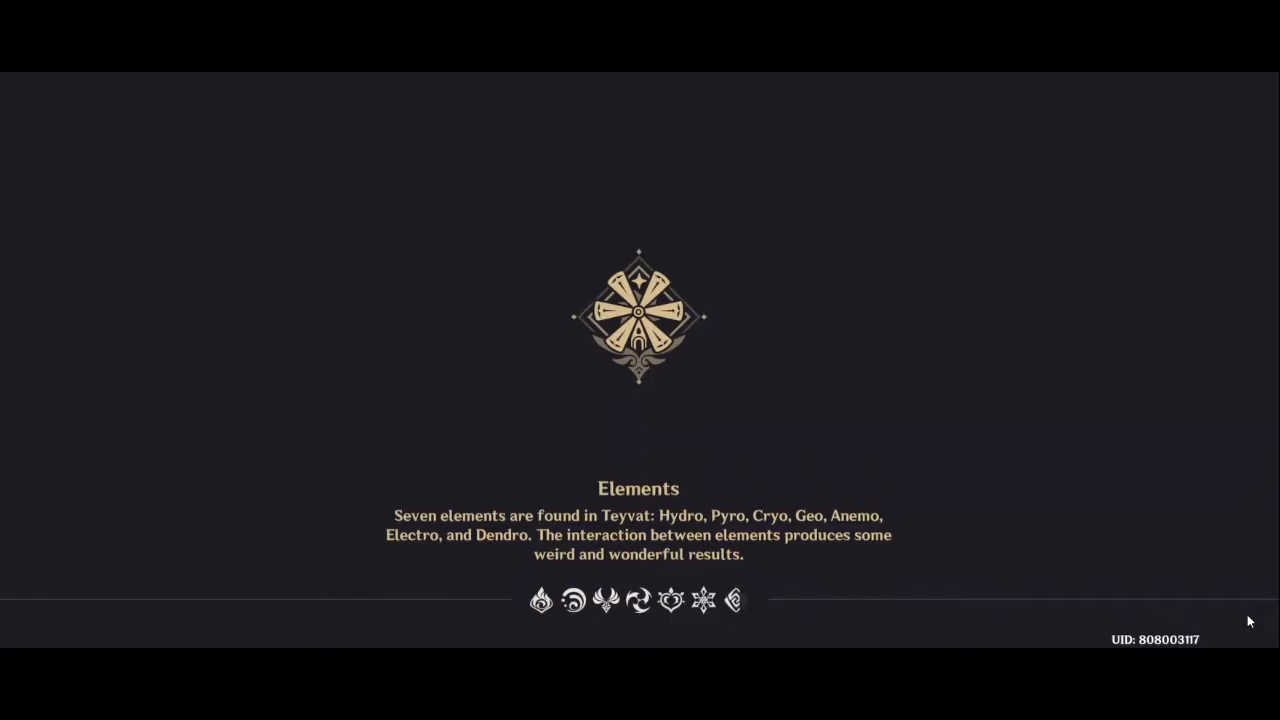 Elements
Seven elements are found in Teyvat: Hydro, Pyro, Cryo, Geo, Anemo,
Electro, and Dendro. The interaction between elements produces some
weird and wonderful results.
UID: 808003117